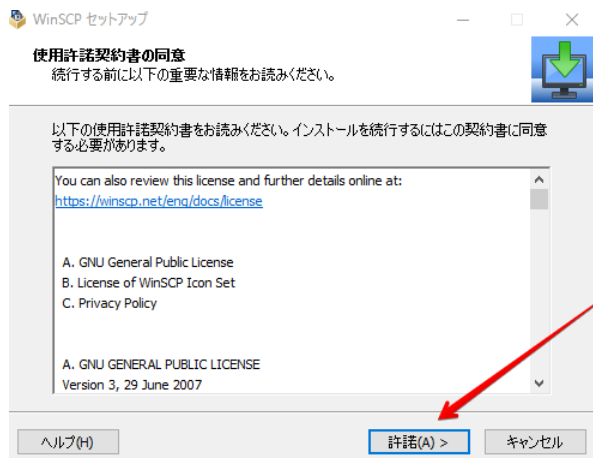 WinSCP セットアップ
使用許諾契約書の同意
続行する前に以下の重要な情報をお読みください。
以下の使用許諾契約書をお読みください。インストールを続行するにはこの契約書に同意
する必要があります。
You can also review this license and further details online at:
https://winscp.net/eng/docs/license
A. GNU General Public License
B. License of WinSCP Icon Set
C. Privacy Policy
A. GNU GENERAL PUBLIC LICENSE
Version 3, 29 June 2007
ヘルプ(H)
許諾(A) >
キャンセル